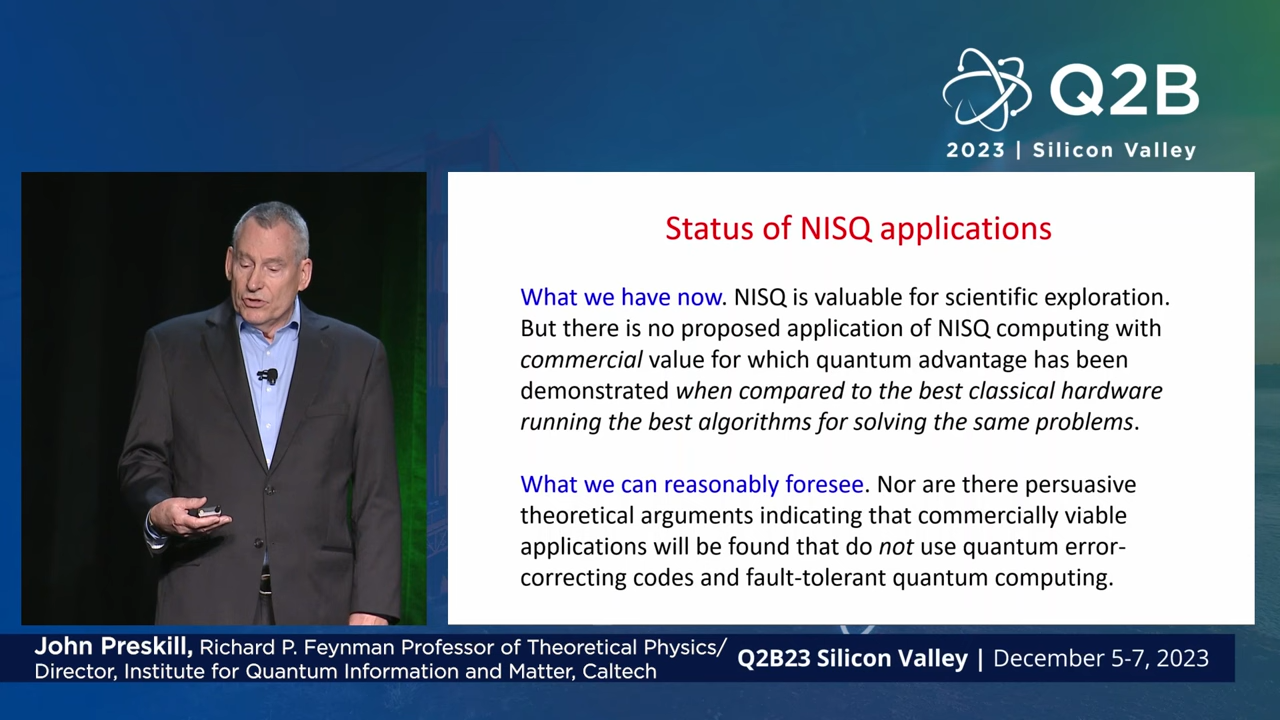 Q2B
2023 | Silicon Valley
Status of NISQ applications
What we have now. NISQ is valuable for scientific exploration.
But there is no proposed application of NISQ computing with
commercial value for which quantum advantage has been
demonstrated when compared to the best classical hardware
running the best algorithms for solving the same problems.
What we can reasonably foresee. Nor are there persuasive
theoretical arguments indicating that commercially viable
applications will be found that do not use quantum error-
correcting codes and fault-tolerant quantum computing.
John Preskill, Richard P. Feynman Professor of Theoretical Physics/
Director, Institute for Quantum Information and Matter, Caltech
Q2B23 Silicon Valley | December 5-7, 2023